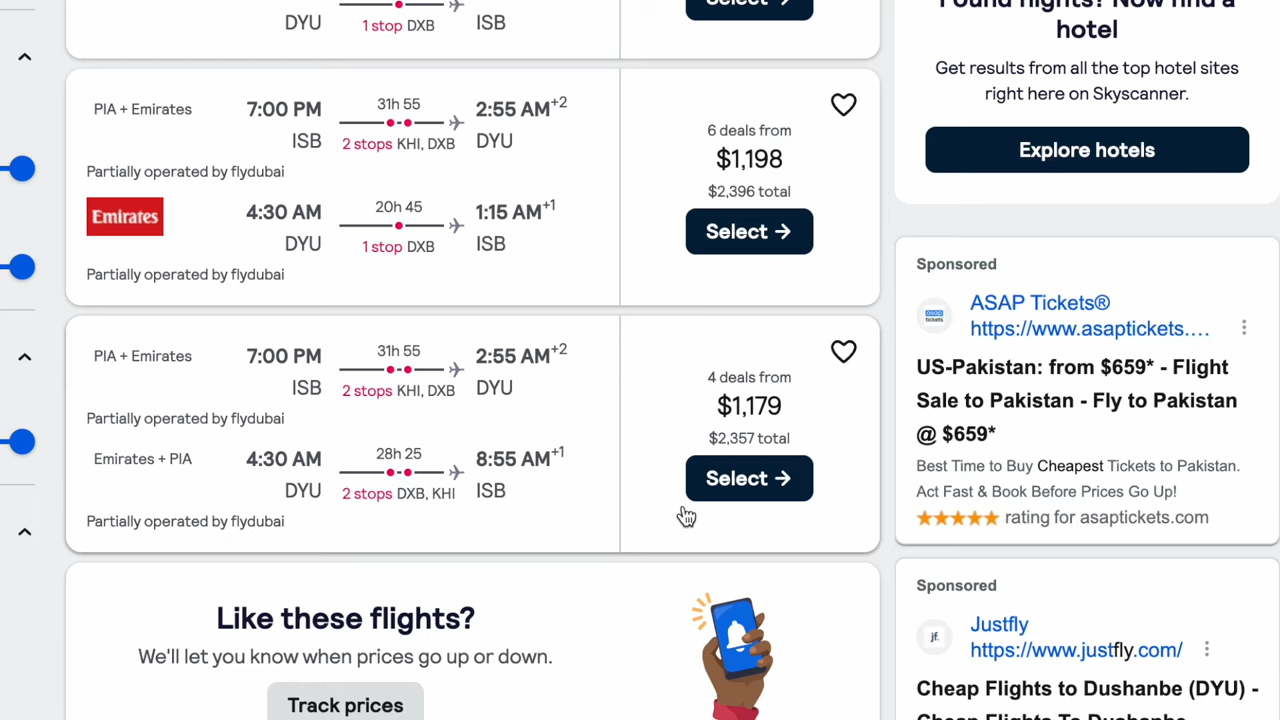 DYU
1 stop DXB
ISB
Select →
PIA + Emirates
7:00 PM
31h 55
2:55 AM+2
ISB
2 stops KHI, DXB
DYU
Partially operated by flydubai
Emirates
4:30 AM
20h 45
1:15 AM+1
DYU
1 stop DXB
ISB
Partially operated by flydubai
6 deals from
$1,198
$2,396 total
Select →
PIA + Emirates
7:00 PM
31h 55
2:55 AM+2
ISB
2 stops KHI, DXB
DYU
Partially operated by flydubai
Emirates + PIA
4:30 AM
28h 25
8:55 AM+1
DYU
2 stops DXB, KHI
ISB
Partially operated by flydubai
4 deals from
$1,179
$2,357 total
Select →
Like these flights?
We'll let you know when prices go up or down.
Track prices
Found flights? Now find a
hotel
Get results from all the top hotel sites
right here on Skyscanner.
Explore hotels
Sponsored
asap
tickets
ASAP Tickets®
https://www.asaptickets....
US-Pakistan: from $659* - Flight
Sale to Pakistan - Fly to Pakistan
@ $659*
Best Time to Buy Cheapest Tickets to Pakistan.
Act Fast & Book Before Prices Go Up!
rating for asaptickets.com
Sponsored
jf.
Justfly
https://www.justfly.com/
Cheap Flights to Dushanbe (DYU) -
Cheap Flights To Dushanbe